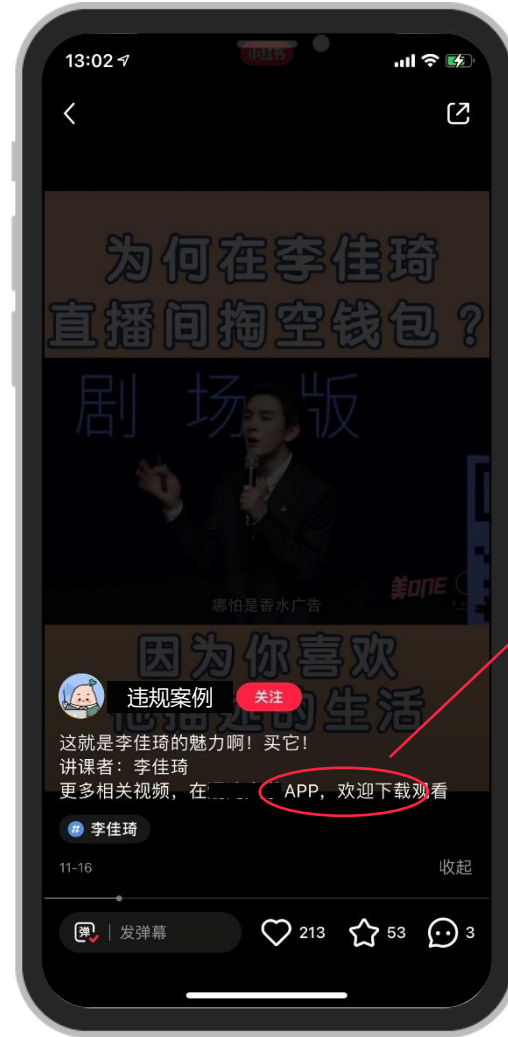 13:02
小红书
为何在李佳琦
直播间掏空钱包？
剧场版
哪怕是香水广告
美ONE
因为你喜欢
他描述的生活
违规案例
关注
这就是李佳琦的魅力啊！买它！
讲课者：李佳琦
更多相关视频，在 APP，欢迎下载观看
# 李佳琦
11-16
收起
弹
发弹幕
213
53
3